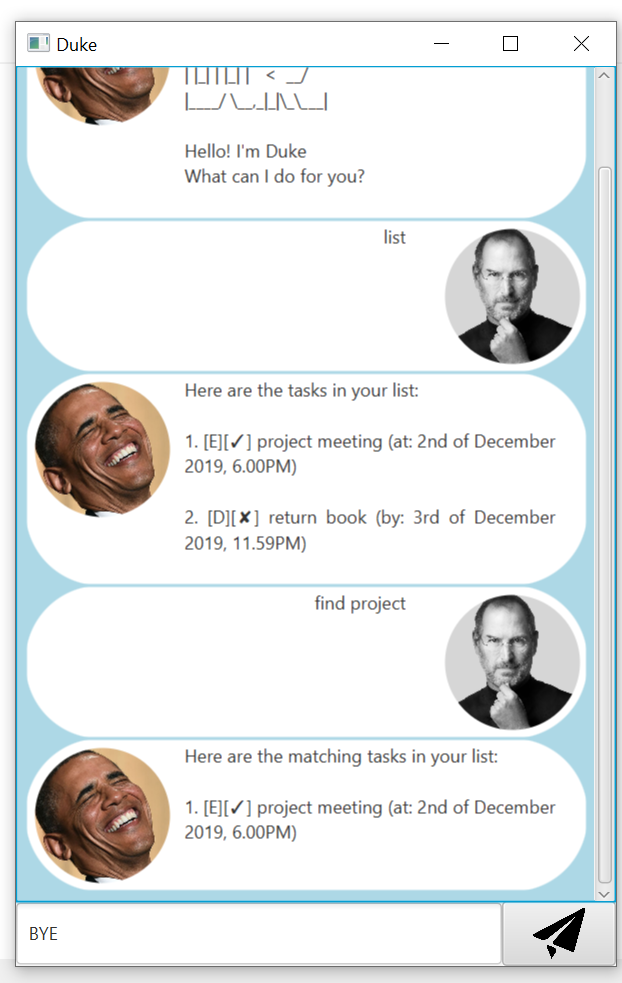 Duke
| |_| | |_| |   <  __/
|____/ \__,_|_|\_\___|
Hello! I'm Duke
What can I do for you?
list
Here are the tasks in your list:
1. [E][✓] project meeting (at: 2nd of December
2019, 6.00PM)
2. [D][✘] return book (by: 3rd of December
2019, 11.59PM)
find project
Here are the matching tasks in your list:
1. [E][✓] project meeting (at: 2nd of December
2019, 6.00PM)
BYE